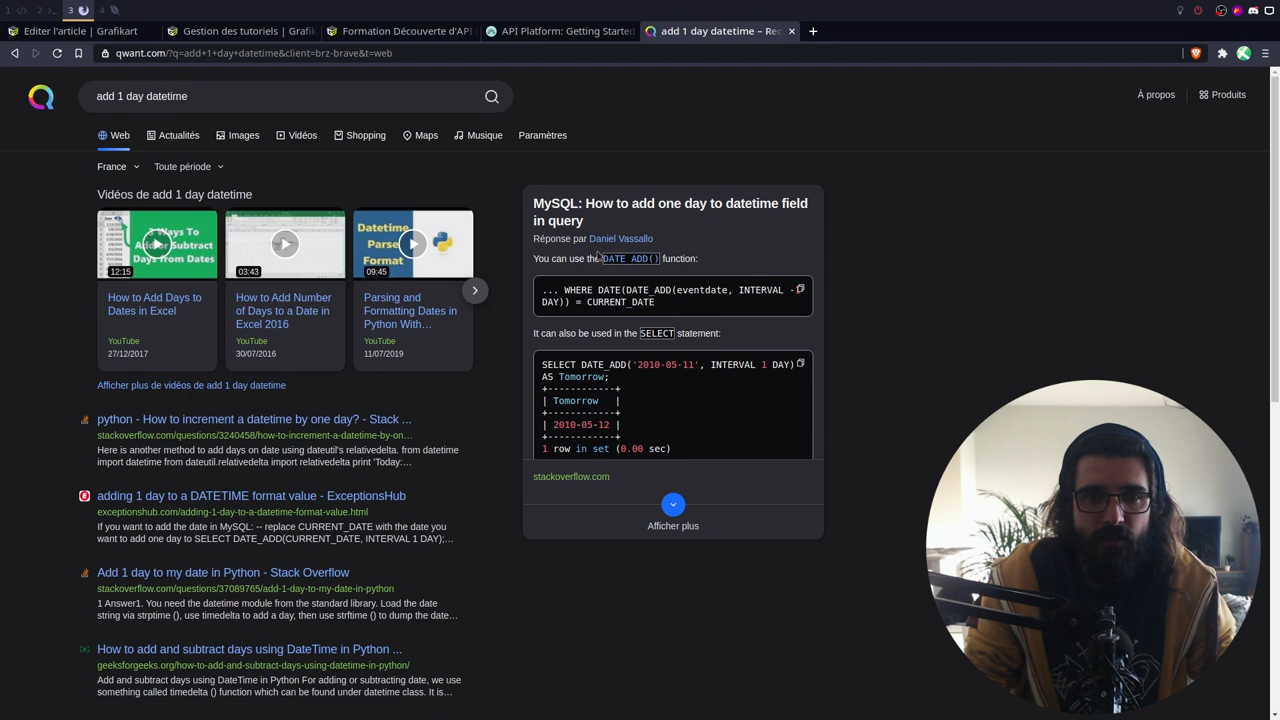 1
2
3
4
Editer l'article | Grafikart
Gestion des tutoriels | Grafik
Formation Découverte d'API
API Platform: Getting Started
add 1 day datetime – Rec
qwant.com/?q=add+1+day+datetime&client=brz-brave&t=web
add 1 day datetime
À propos
Produits
Web
Actualités
Images
Vidéos
Shopping
Maps
Musique
Paramètres
France
Toute période
Vidéos de add 1 day datetime
12:15
03:43
Datetime
Parse
Format
09:45
How to Add Days to
Dates in Excel
YouTube
27/12/2017
How to Add Number
of Days to a Date in
Excel 2016
YouTube
30/07/2016
Parsing and
Formatting Dates in
Python With…
YouTube
11/07/2019
Afficher plus de vidéos de add 1 day datetime
python - How to increment a datetime by one day? - Stack ...
stackoverflow.com/questions/3240458/how-to-increment-a-datetime-by-on…
Here is another method to add days on date using dateutil's relativedelta. from datetime
import datetime from dateutil.relativedelta import relativedelta print 'Today:…
adding 1 day to a DATETIME format value - ExceptionsHub
exceptionshub.com/adding-1-day-to-a-datetime-format-value.html
If you want to add the date in MySQL: -- replace CURRENT_DATE with the date you
want to add one day to SELECT DATE_ADD(CURRENT_DATE, INTERVAL 1 DAY);…
Add 1 day to my date in Python - Stack Overflow
stackoverflow.com/questions/37089765/add-1-day-to-my-date-in-python
1 Answer1. You need the datetime module from the standard library. Load the date
string via strptime (), use timedelta to add a day, then use strftime () to dump the date…
How to add and subtract days using DateTime in Python ...
geeksforgeeks.org/how-to-add-and-subtract-days-using-datetime-in-python/
Add and subtract days using DateTime in Python For adding or subtracting date, we use
something called timedelta () function which can be found under datetime class. It is…
MySQL: How to add one day to datetime field
in query
Réponse par Daniel Vassallo
You can use the DATE_ADD() function:
... WHERE DATE(DATE_ADD(eventdate, INTERVAL -1
DAY)) = CURRENT_DATE
It can also be used in the SELECT statement:
SELECT DATE_ADD('2010-05-11', INTERVAL 1 DAY)
AS Tomorrow;
+------------+
| Tomorrow   |
+------------+
| 2010-05-12 |
+------------+
1 row in set (0.00 sec)
stackoverflow.com
Afficher plus